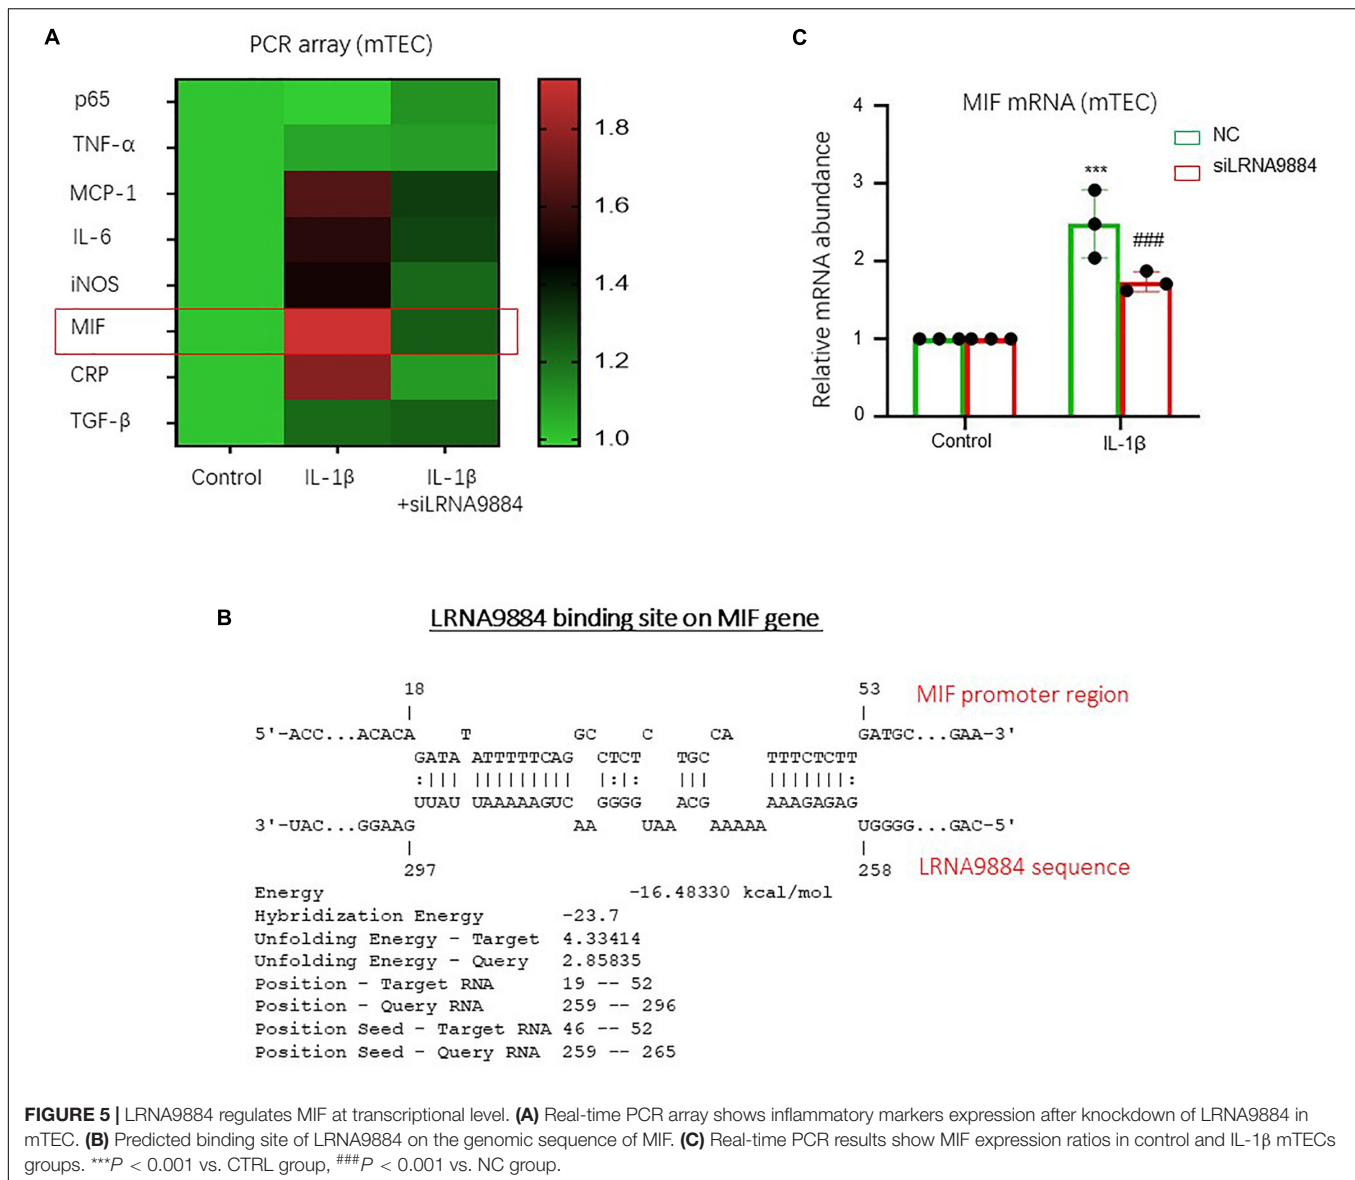 A
PCR array (mTEC)
p65
TNF-α
MCP-1
IL-6
iNOS
MIF
CRP
TGF-β
Control
IL-1β
IL-1β
+siLRNA9884
1.8
1.6
1.4
1.2
1.0
C
MIF mRNA (mTEC)
Relative mRNA abundance
4
3
2
1
0
NC
siLRNA9884
***
###
Control
IL-1β
B
LRNA9884 binding site on MIF gene
18 53 MIF promoter region
| |
5'-ACC...ACACA T GC C CA GATGC...GAA-3'
GATA ATTTTTCAG CTCT TGC TTTCTCTT
:||| ||||||||| |:|: ||| |||||||:
UUAU UAAAAAGUC GGGG ACG AAAGAGAG
3'-UAC...GGAAG AA UAA AAAAA UGGGG...GAC-5'
| |
297 258 LRNA9884 sequence
Energy -16.48330 kcal/mol
Hybridization Energy -23.7
Unfolding Energy - Target 4.33414
Unfolding Energy - Query 2.85835
Position - Target RNA 19 -- 52
Position - Query RNA 259 -- 296
Position Seed - Target RNA 46 -- 52
Position Seed - Query RNA 259 -- 265
FIGURE 5 | LRNA9884 regulates MIF at transcriptional level. (A) Real-time PCR array shows inflammatory markers expression after knockdown of LRNA9884 in
mTEC. (B) Predicted binding site of LRNA9884 on the genomic sequence of MIF. (C) Real-time PCR results show MIF expression ratios in control and IL-1β mTECs
groups. ***P < 0.001 vs. CTRL group, ###P < 0.001 vs. NC group.